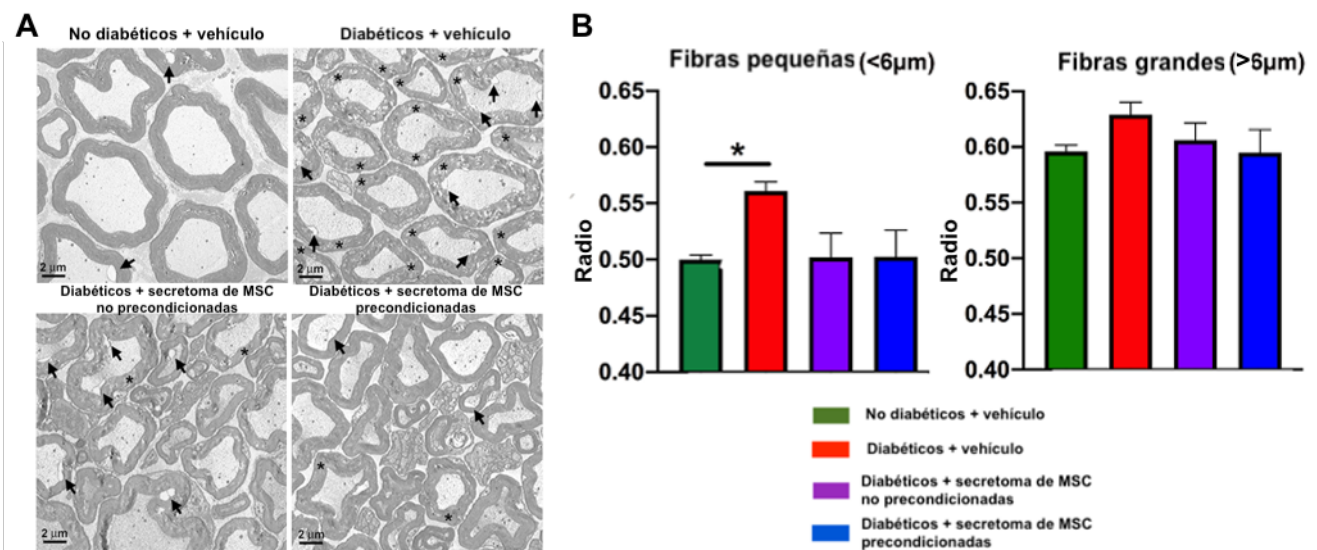 A
No diabéticos + vehículo
Diabéticos + vehículo
2 µm
2 µm
Diabéticos + secretoma de MSC
no precondicionadas
Diabéticos + secretoma de MSC
precondicionadas
2 µm
2 µm
B
Fibras pequeñas (<6µm)
Radio
0.65
0.60
0.55
0.50
0.45
0.40
*
Fibras grandes (>6µm)
Radio
0.65
0.60
0.55
0.50
0.45
0.40
No diabéticos + vehículo
Diabéticos + vehículo
Diabéticos + secretoma de MSC
no precondicionadas
Diabéticos + secretoma de MSC
precondicionadas